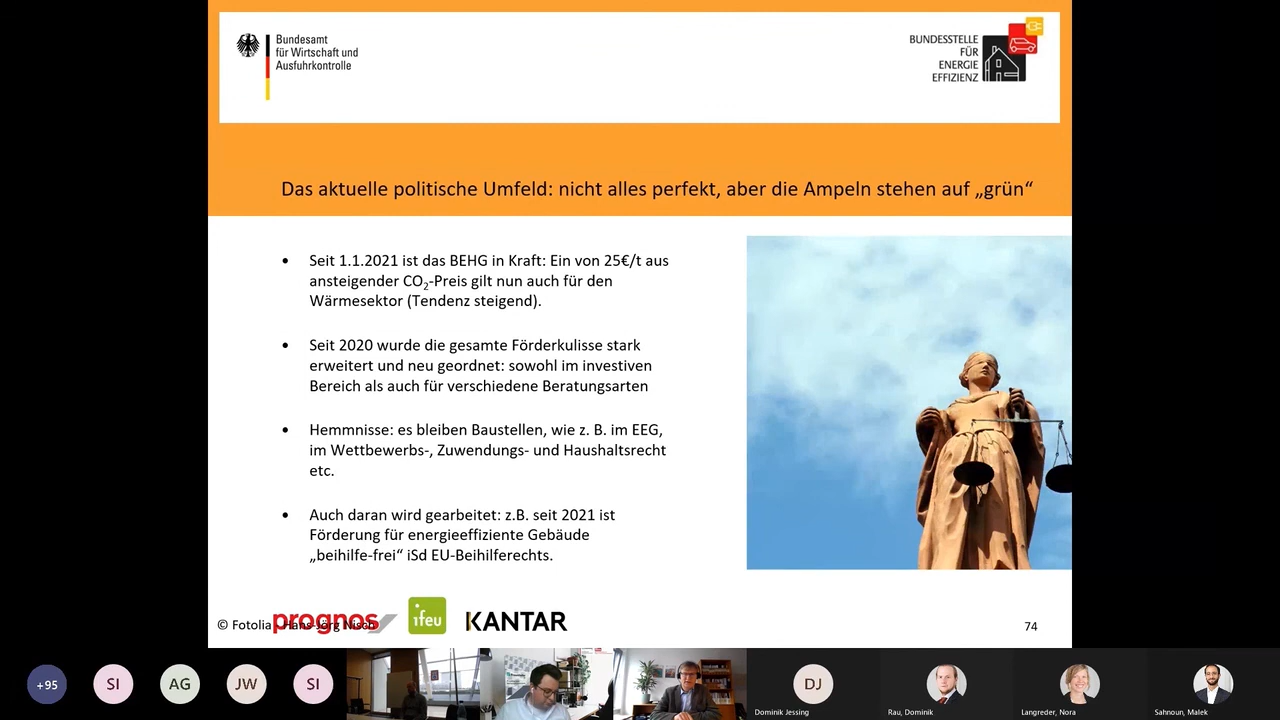 Bundesamt
für Wirtschaft und
Ausfuhrkontrolle
BUNDESSTELLE
FÜR
ENERGIE
EFFIZIENZ
Das aktuelle politische Umfeld: nicht alles perfekt, aber die Ampeln stehen auf „grün“
• Seit 1.1.2021 ist das BEHG in Kraft: Ein von 25€/t aus
ansteigender CO₂-Preis gilt nun auch für den
Wärmesektor (Tendenz steigend).
• Seit 2020 wurde die gesamte Förderkulisse stark
erweitert und neu geordnet: sowohl im investiven
Bereich als auch für verschiedene Beratungsarten
• Hemmnisse: es bleiben Baustellen, wie z. B. im EEG,
im Wettbewerbs-, Zuwendungs- und Haushaltsrecht
etc.
• Auch daran wird gearbeitet: z.B. seit 2021 ist
Förderung für energieeffiziente Gebäude
„beihilfe-frei“ iSd EU-Beihilferechts.
© Fotolia - Hans-Jörg Nisch
prognos
ifeu
KANTAR
74
+95
SI
AG
JW
SI
DJ
Dominik Jessing
Rau, Dominik
Langreder, Nora
Sahnoun, Malek